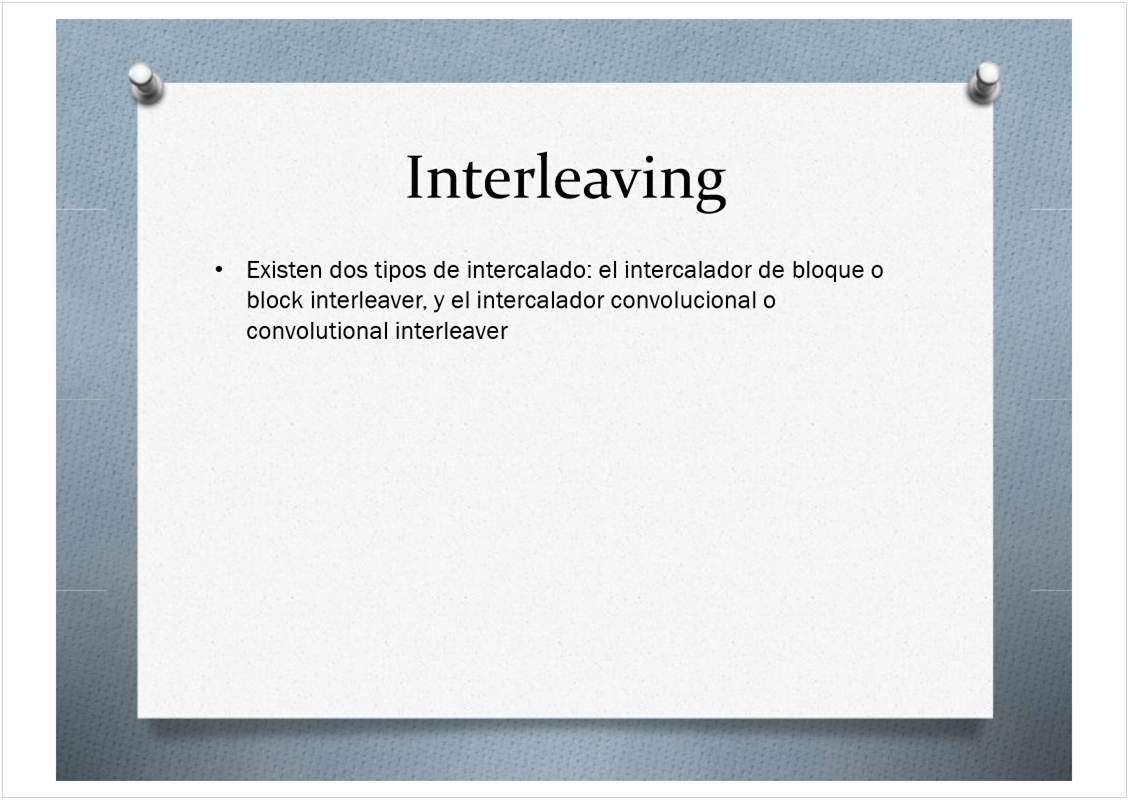 Interleaving
• Existen dos tipos de intercalado: el intercalador de bloque o
block interleaver, y el intercalador convolucional o
convolutional interleaver